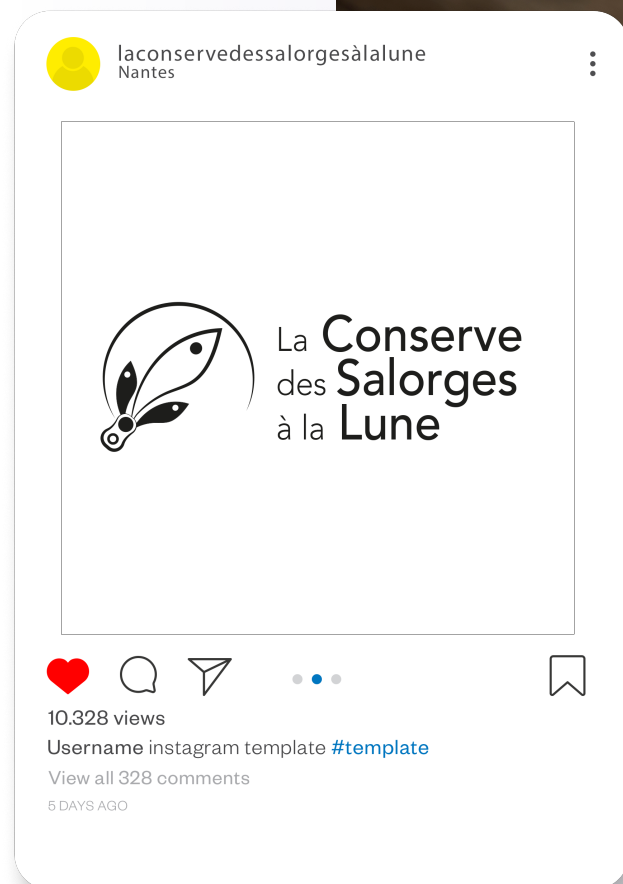 laconservedessalorgesàlalune
Nantes
La Conserve
des Salorges
à la Lune
10.328 views
Username instagram template #template
View all 328 comments
5 DAYS AGO